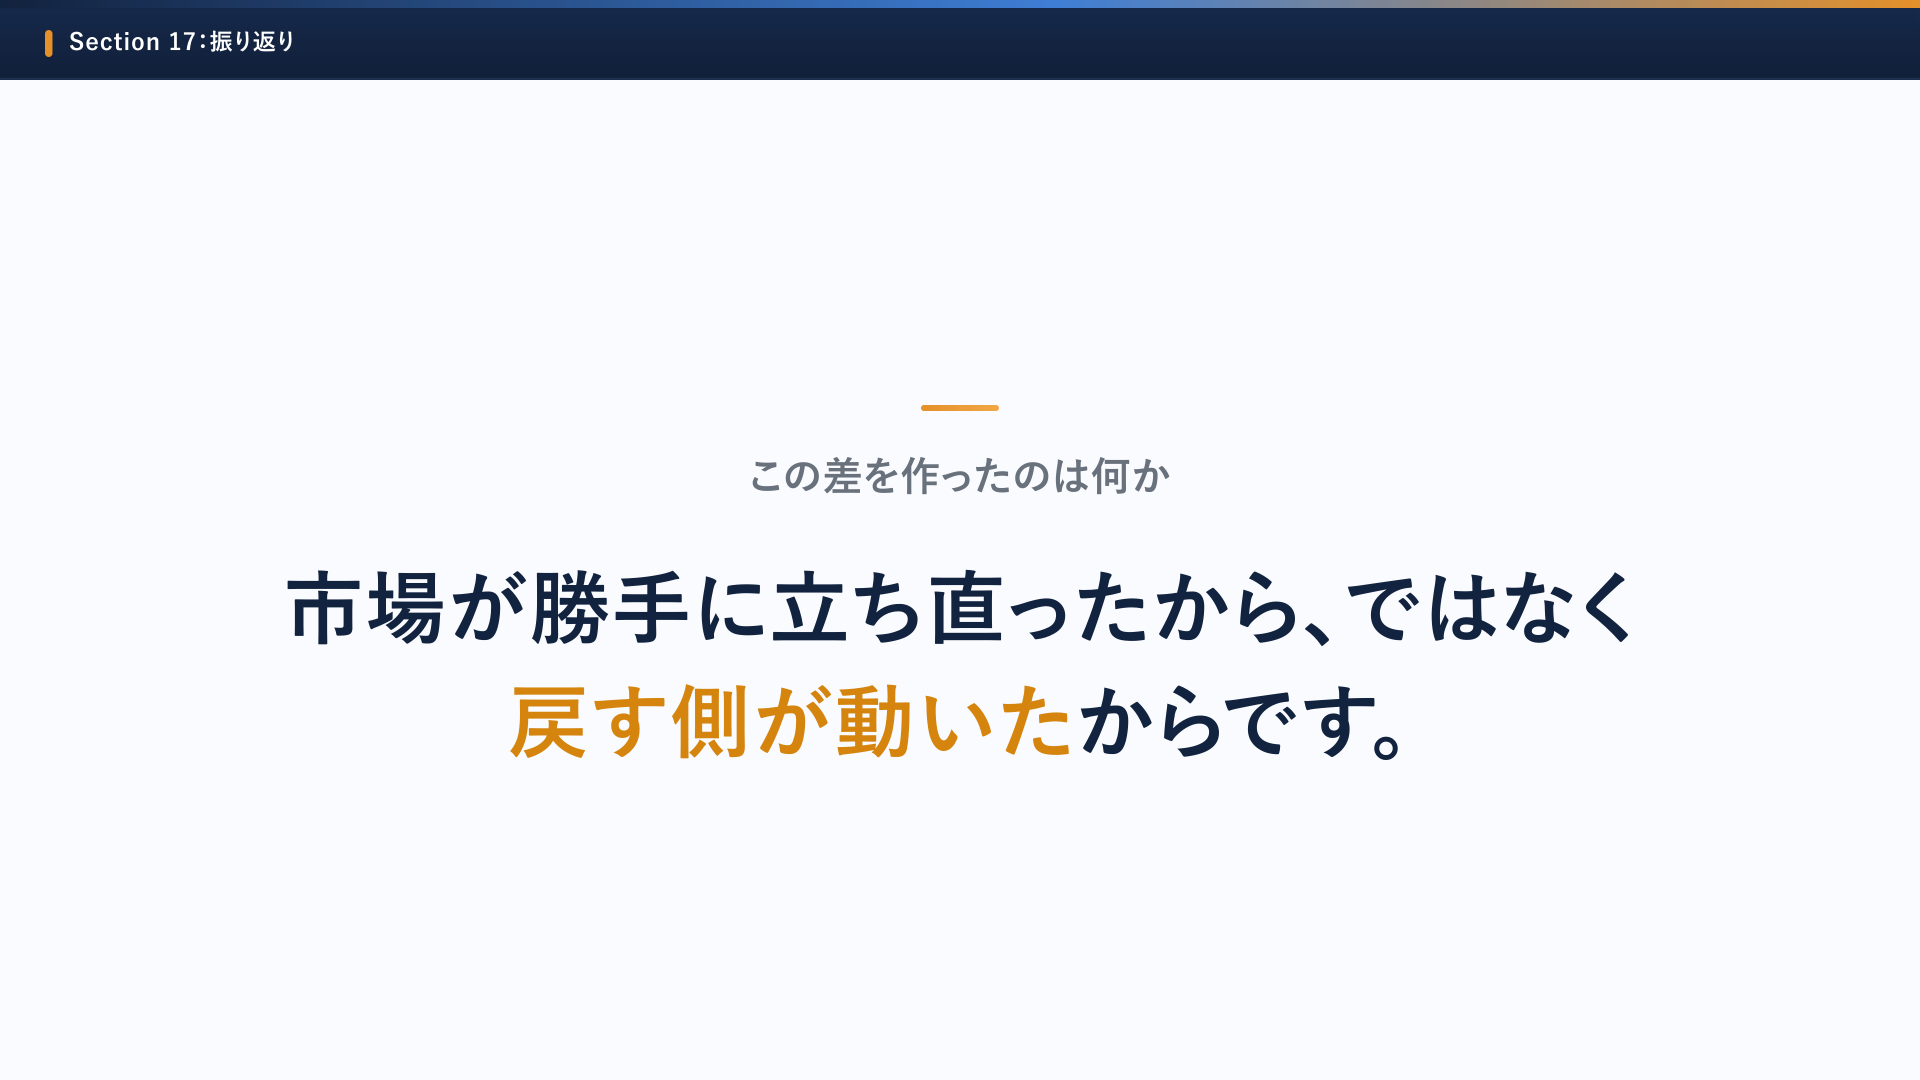 Section 17：振り返り
この差を作ったのは何か
市場が勝手に立ち直ったから、ではなく
戻す側が動いたからです。